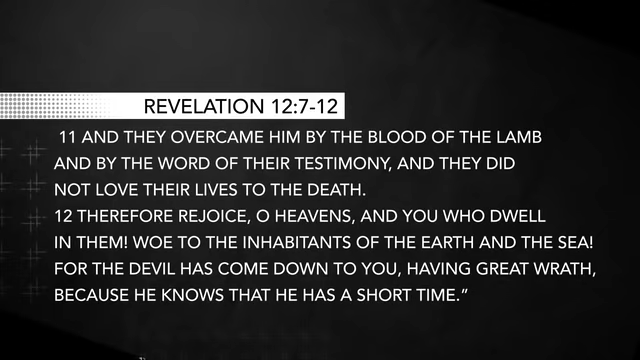 REVELATION 12:7-12
11 AND THEY OVERCAME HIM BY THE BLOOD OF THE LAMB
AND BY THE WORD OF THEIR TESTIMONY, AND THEY DID
NOT LOVE THEIR LIVES TO THE DEATH.
12 THEREFORE REJOICE, O HEAVENS, AND YOU WHO DWELL
IN THEM! WOE TO THE INHABITANTS OF THE EARTH AND THE SEA!
FOR THE DEVIL HAS COME DOWN TO YOU, HAVING GREAT WRATH,
BECAUSE HE KNOWS THAT HE HAS A SHORT TIME.”